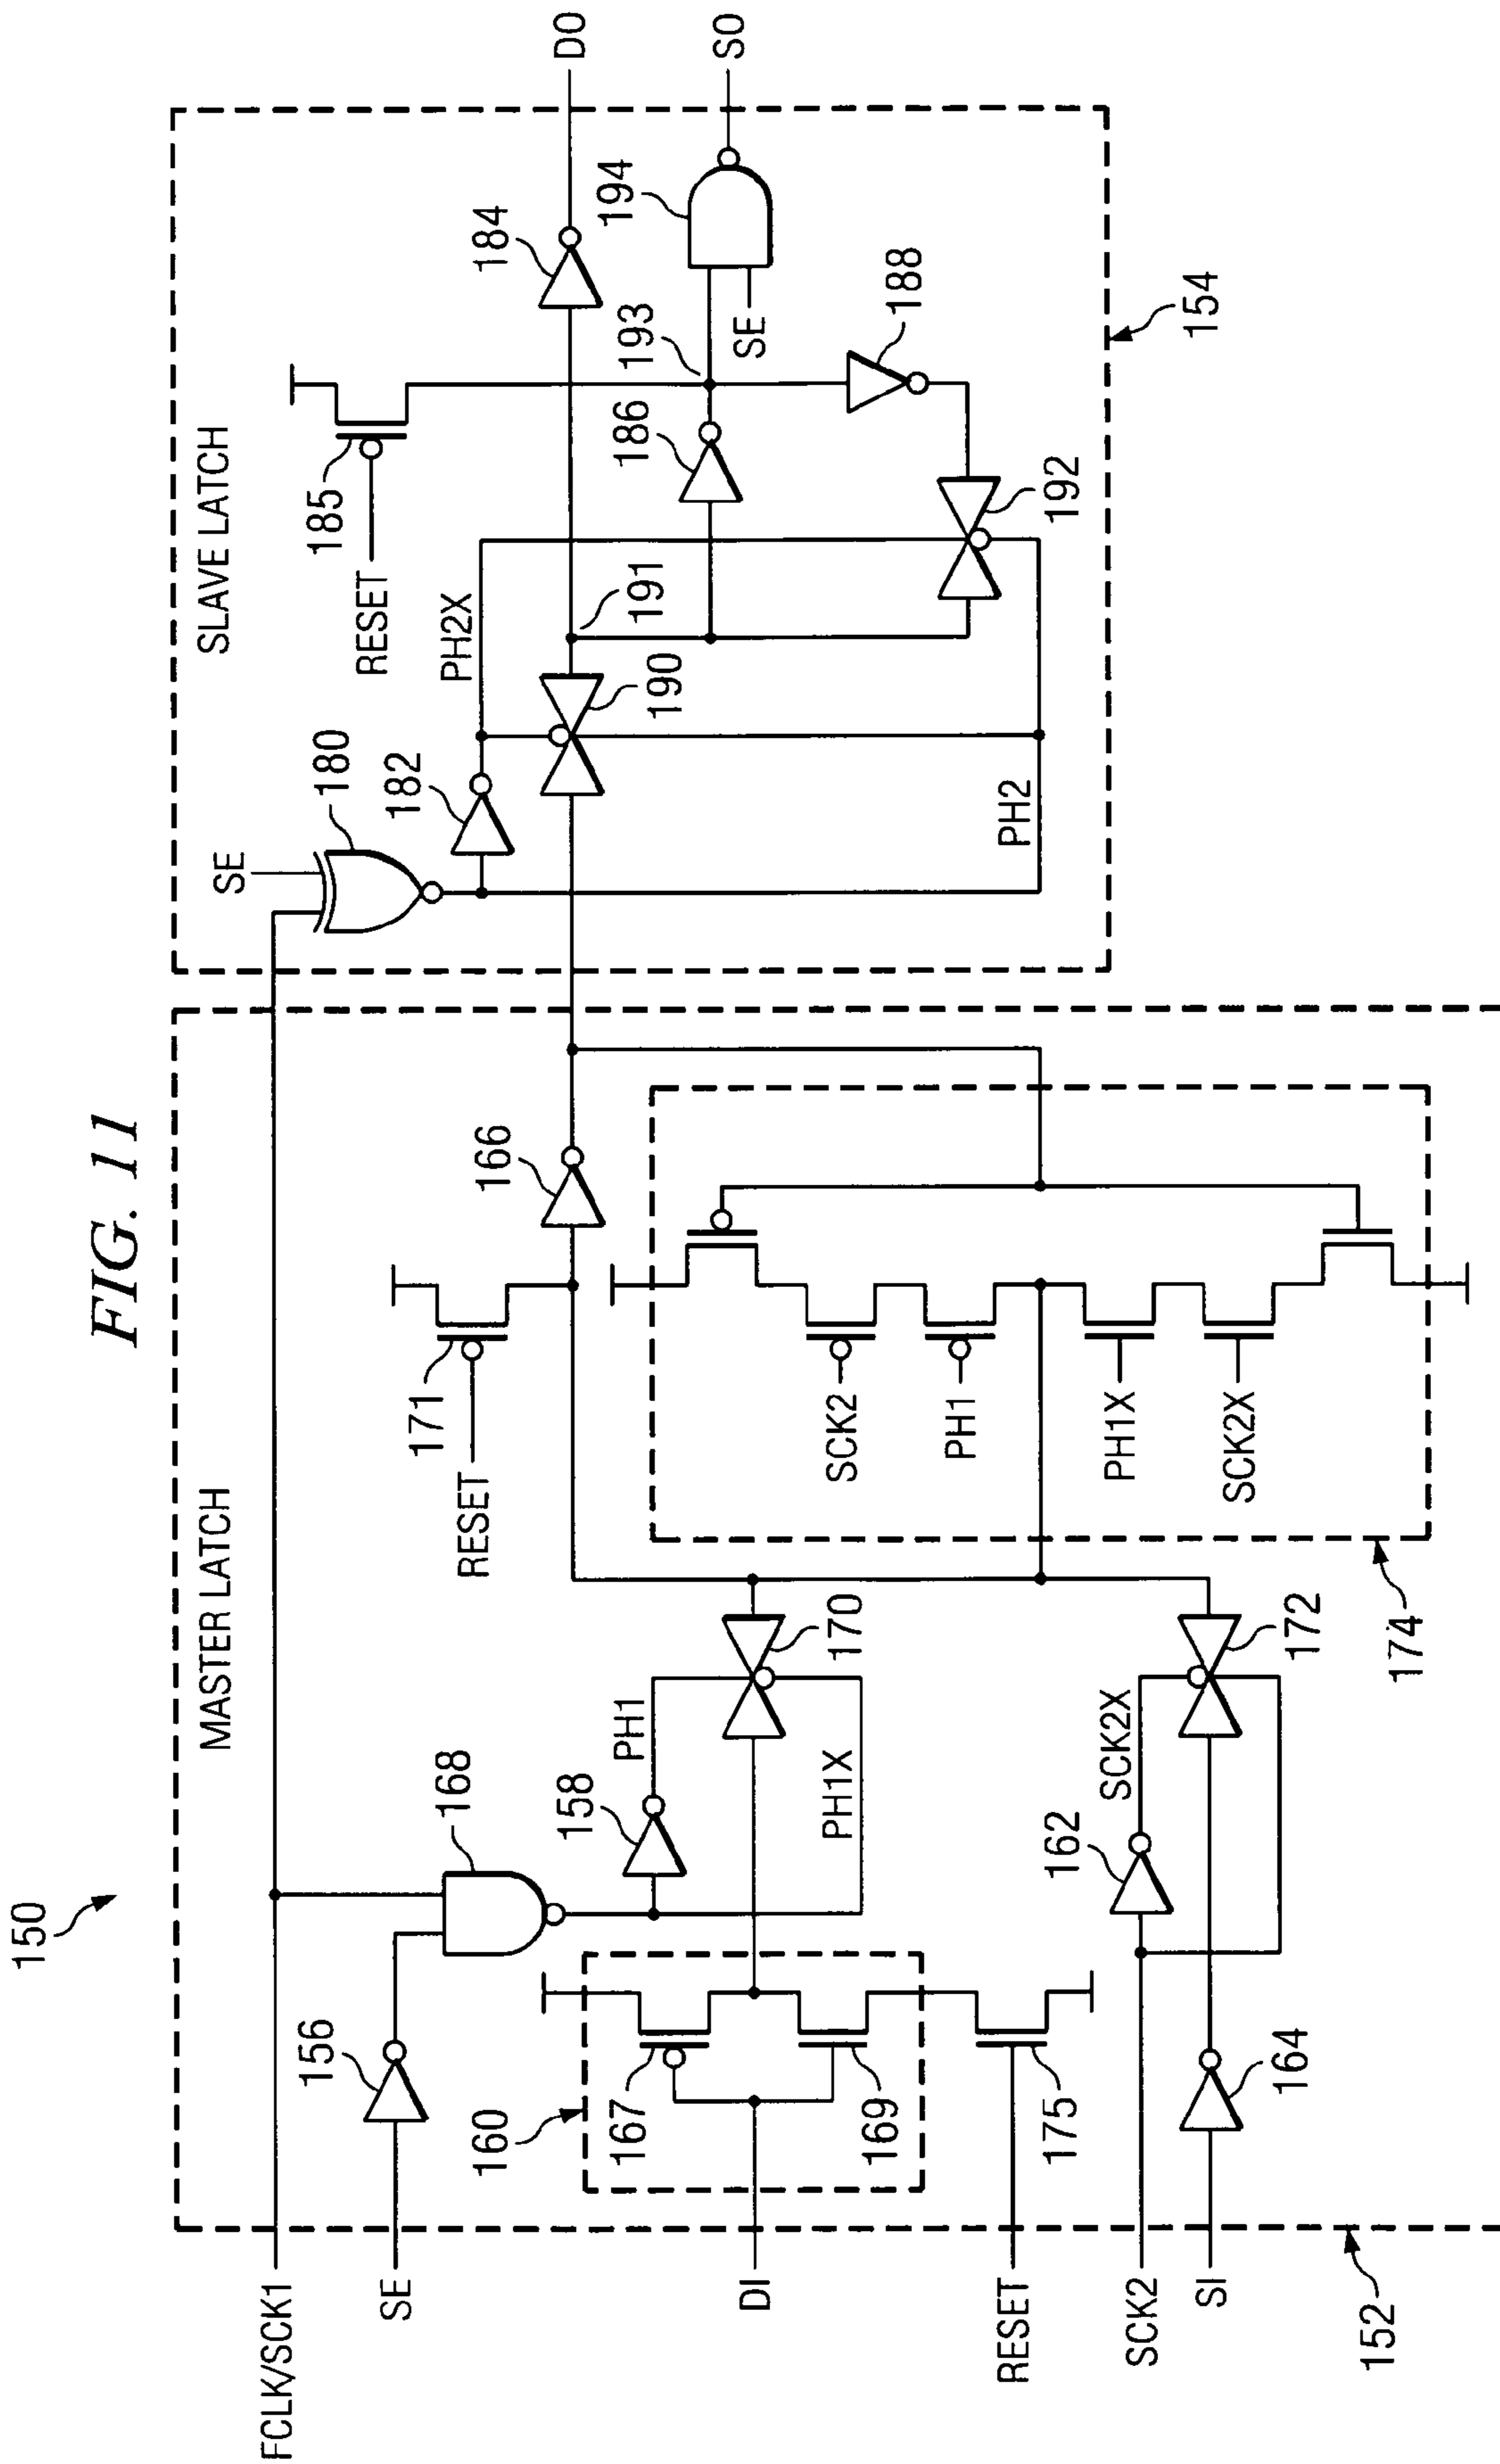 FIG. 11
150
MASTER LATCH
SLAVE LATCH
FCLK/SCK1
SE
156
168
158
PH1
PH1X
170
160
167
169
DI
RESET
175
SCK2
162
SCK2X
172
SI
164
152
RESET
171
166
SCK2
PH1
PH1X
SCK2X
174
SE
180
182
PH2X
190
PH2
191
RESET
185
186
193
184
DO
SE
194
SO
188
192
154